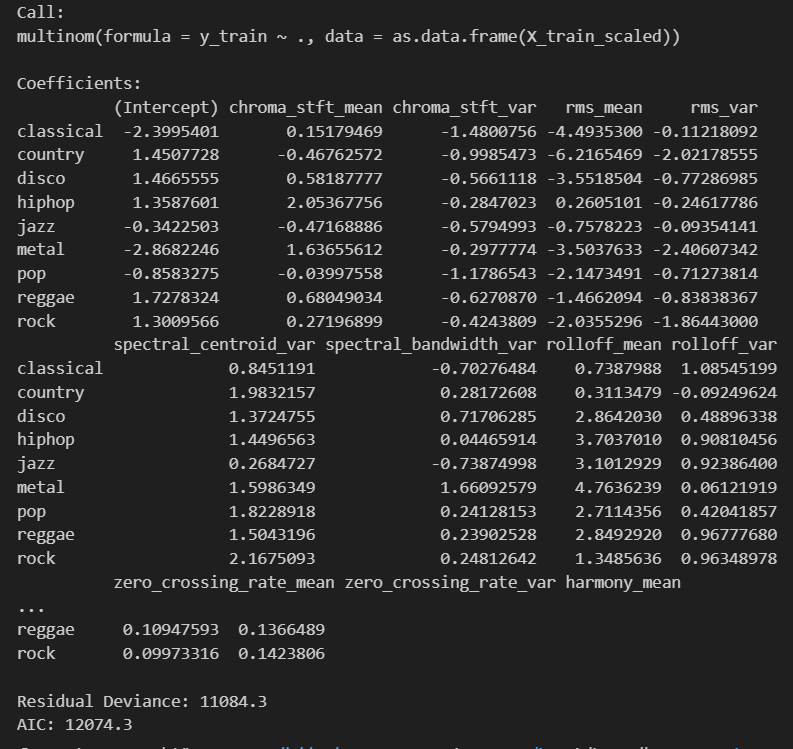 Call:
multinom(formula = y_train ~ ., data = as.data.frame(X_train_scaled))
Coefficients:
(Intercept) chroma_stft_mean chroma_stft_var rms_mean rms_var
classical -2.3995401 0.15179469 -1.4800756 -4.4935300 -0.11218092
country 1.4507728 -0.46762572 -0.9985473 -6.2165469 -2.02178555
disco 1.4665555 0.58187777 -0.5661118 -3.5518504 -0.77286985
hiphop 1.3587601 2.05367756 -0.2847023 0.2605101 -0.24617786
jazz -0.3422503 -0.47168886 -0.5794993 -0.7578223 -0.09354141
metal -2.8682246 1.63655612 -0.2977774 -3.5037633 -2.40607342
pop -0.8583275 -0.03997558 -1.1786543 -2.1473491 -0.71273814
reggae 1.7278324 0.68049034 -0.6270870 -1.4662094 -0.83838367
rock 1.3009566 0.27196899 -0.4243809 -2.0355296 -1.86443000
spectral_centroid_var spectral_bandwidth_var rolloff_mean rolloff_var
classical 0.8451191 -0.70276484 0.7387988 1.08545199
country 1.9832157 0.28172608 0.3113479 -0.09249624
disco 1.3724755 0.71706285 2.8642030 0.48896338
hiphop 1.4496563 0.04465914 3.7037010 0.90810456
jazz 0.2684727 -0.73874998 3.1012929 0.92386400
metal 1.5986349 1.66092579 4.7636239 0.06121919
pop 1.8228918 0.24128153 2.7114356 0.42041857
reggae 1.5043196 0.23902528 2.8492920 0.96777680
rock 2.1675093 0.24812642 1.3485636 0.96348978
zero_crossing_rate_mean zero_crossing_rate_var harmony_mean
...
reggae 0.10947593 0.1366489
rock 0.09973316 0.1423806
Residual Deviance: 11084.3
AIC: 12074.3